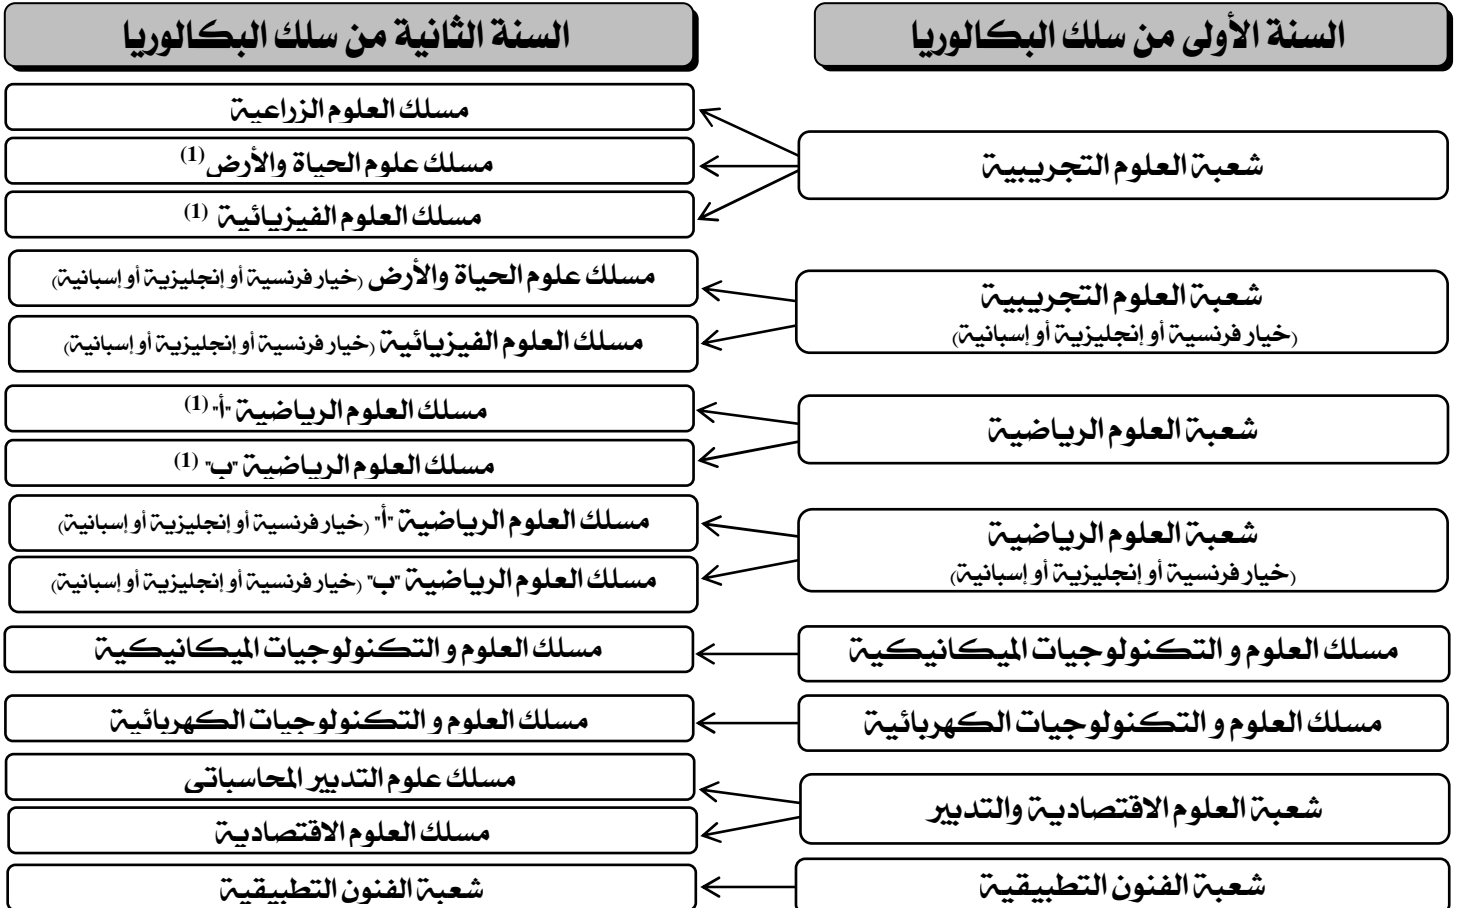 السنة الأولى من سلك البكالوريا
السنة الثانية من سلك البكالوريا
شعبة العلوم التجريبية
مسلك العلوم الزراعية
مسلك علوم الحياة والأرض (1)
مسلك العلوم الفيزيائية (1)
شعبة العلوم التجريبية
(خيار فرنسية أو إنجليزية أو إسبانية)
مسلك علوم الحياة والأرض (خيار فرنسية أو إنجليزية أو إسبانية)
مسلك العلوم الفيزيائية (خيار فرنسية أو إنجليزية أو إسبانية)
شعبة العلوم الرياضية
مسلك العلوم الرياضية "أ" (1)
مسلك العلوم الرياضية "ب" (1)
شعبة العلوم الرياضية
(خيار فرنسية أو إنجليزية أو إسبانية)
مسلك العلوم الرياضية "أ" (خيار فرنسية أو إنجليزية أو إسبانية)
مسلك العلوم الرياضية "ب" (خيار فرنسية أو إنجليزية أو إسبانية)
مسلك العلوم و التكنولوجيات الميكانيكية
مسلك العلوم و التكنولوجيات الميكانيكية
مسلك العلوم و التكنولوجيات الكهربائية
مسلك العلوم و التكنولوجيات الكهربائية
شعبة العلوم الاقتصادية والتدبير
مسلك علوم التدبير المحاسباتي
مسلك العلوم الاقتصادية
شعبة الفنون التطبيقية
شعبة الفنون التطبيقية